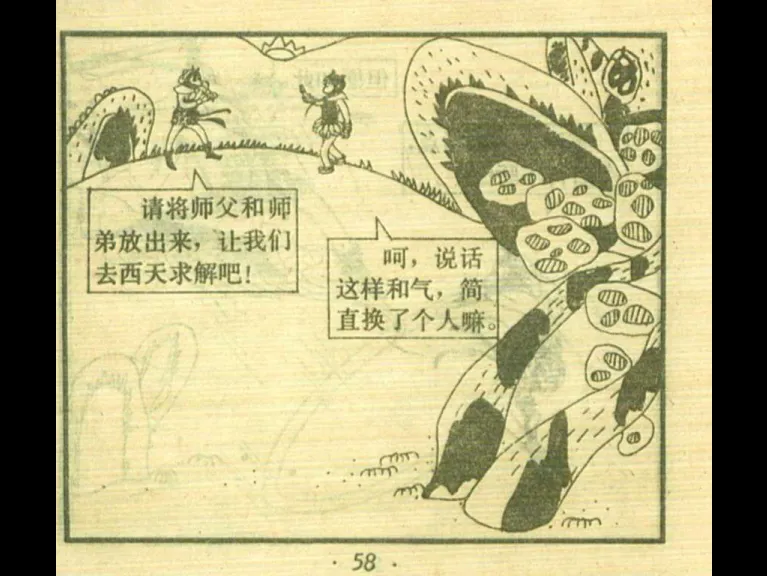 请将师父和师
弟放出来，让我们
去西天求解吧！
呵，说话
这样和气，简
直换了个人嘛。
· 58 ·